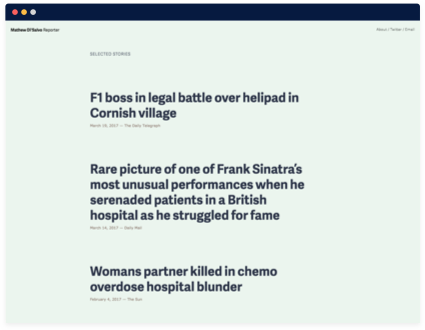 Mathew Di Salvo Reporter
About / Twitter / Email
SELECTED STORIES
F1 boss in legal battle over helipad in
Cornish village
March 29, 2017 — The Daily Telegraph
Rare picture of one of Frank Sinatra's
most unusual performances when he
serenaded patients in a British
hospital as he struggled for fame
March 14, 2017 — Daily Mail
Womans partner killed in chemo
overdose hospital blunder
February 4, 2017 — The Sun